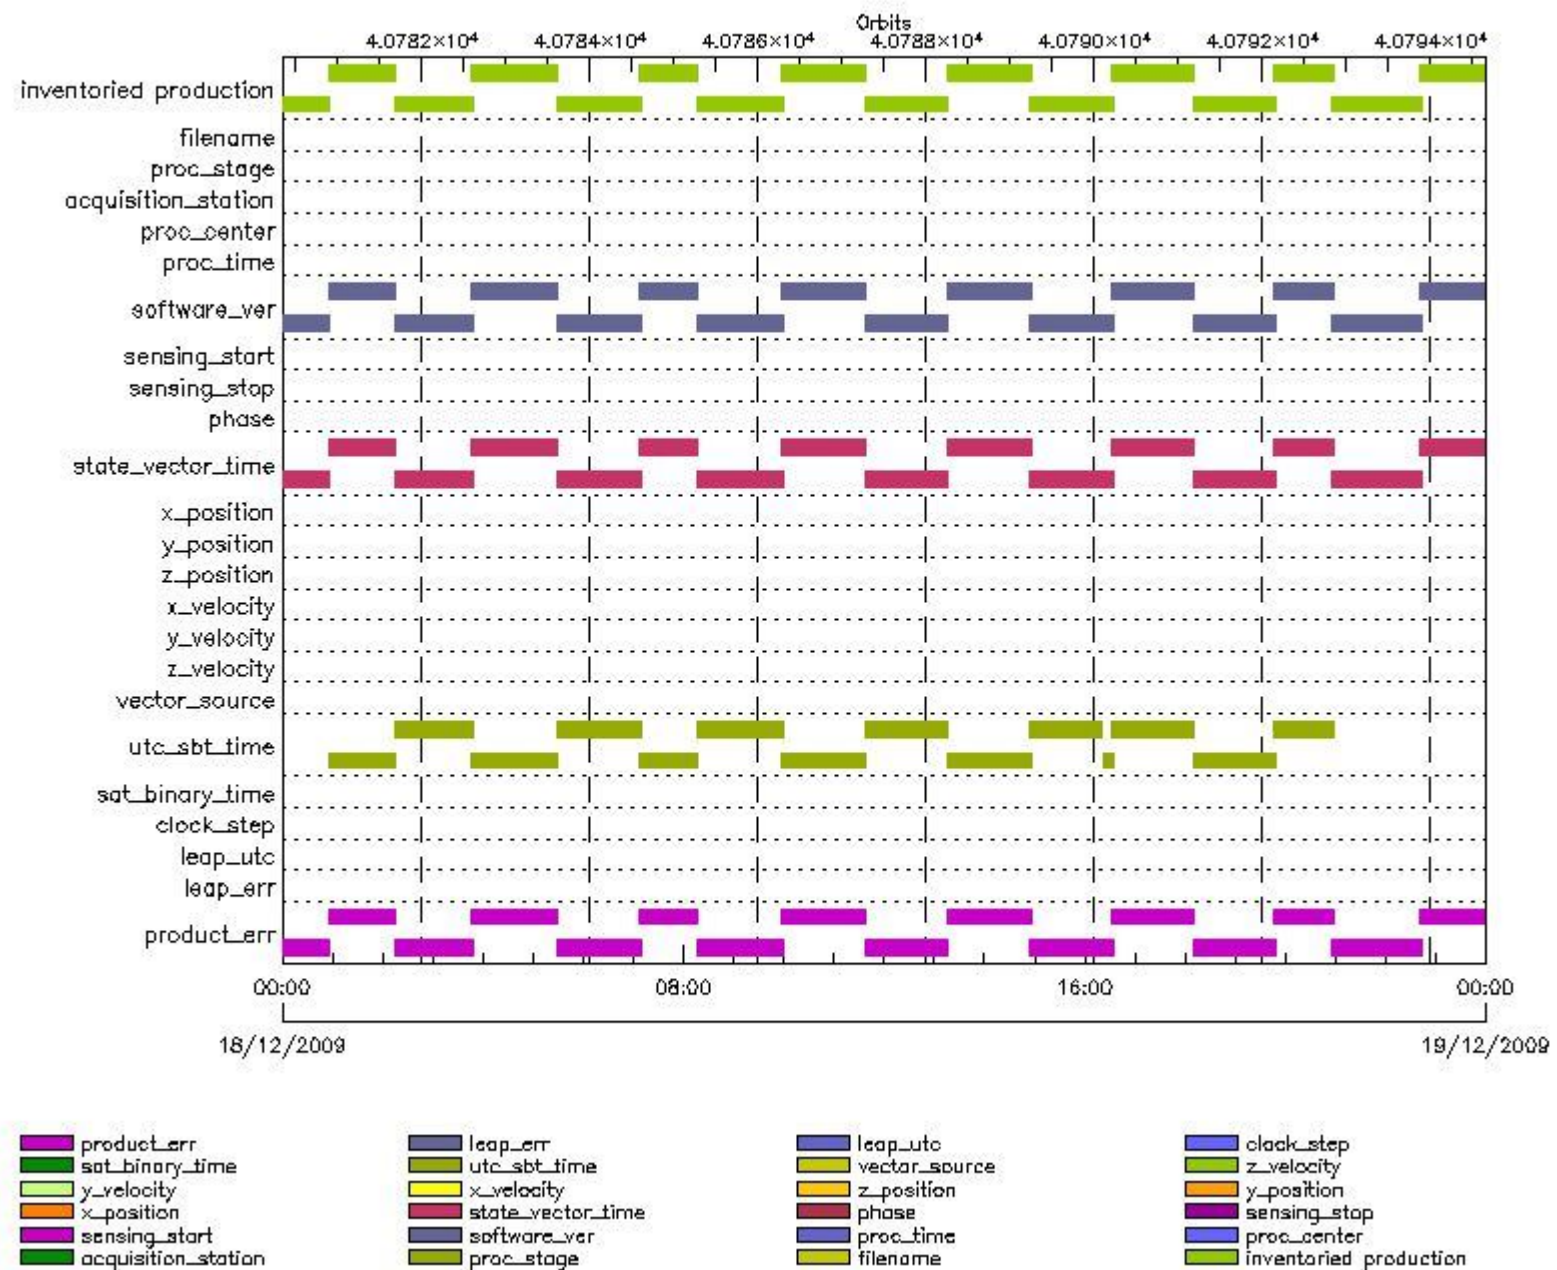 Orbits
4.0782×10⁴ 4.0784×10⁴ 4.0786×10⁴ 4.0788×10⁴ 4.0790×10⁴ 4.0792×10⁴ 4.0794×10⁴
inventoried production
filename
proc_stage
acquisition_station
proc_center
proc_time
software_ver
sensing_start
sensing_stop
phase
state_vector_time
x_position
y_position
z_position
x_velocity
y_velocity
z_velocity
vector_source
utc_sbt_time
sat_binary_time
clock_step
leap_utc
leap_err
product_err
00:00 08:00 16:00 00:00
18/12/2009 19/12/2009
product_err leap_err leap_utc clock_step
sat_binary_time utc_sbt_time vector_source z_velocity
y_velocity x_velocity z_position y_position
x_position state_vector_time phase sensing_stop
sensing_start software_ver proc_time proc_center
acquisition_station proc_stage filename inventoried production